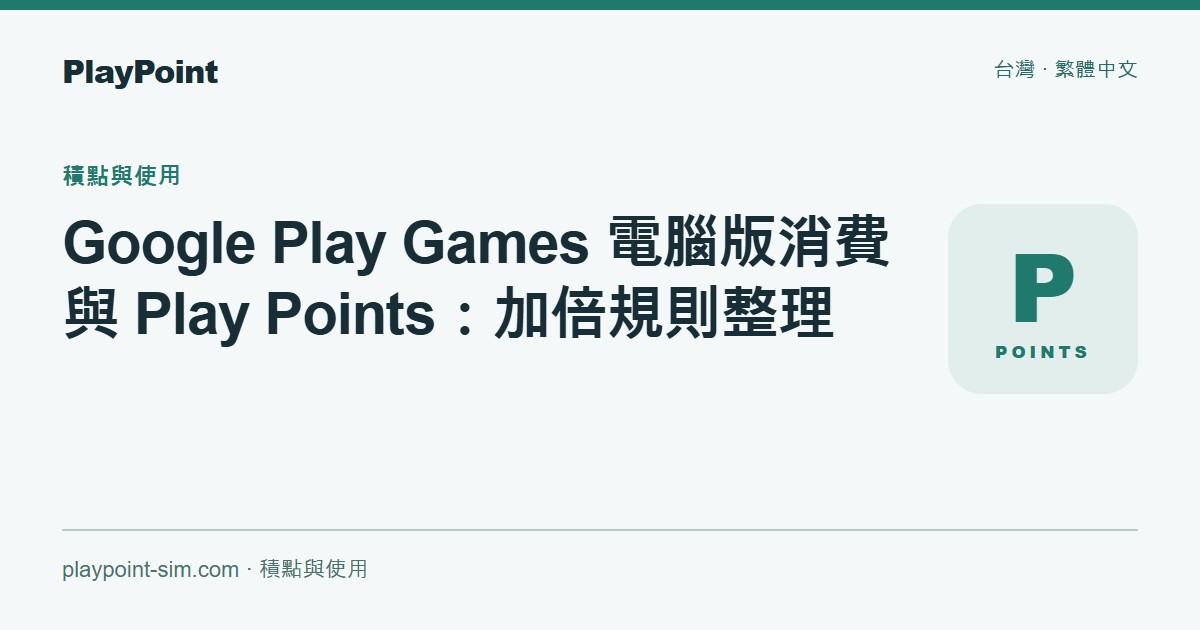 PlayPoint
台灣 · 繁體中文
積點與使用
Google Play Games 電腦版消費
與 Play Points：加倍規則整理
P
POINTS
playpoint-sim.com · 積點與使用